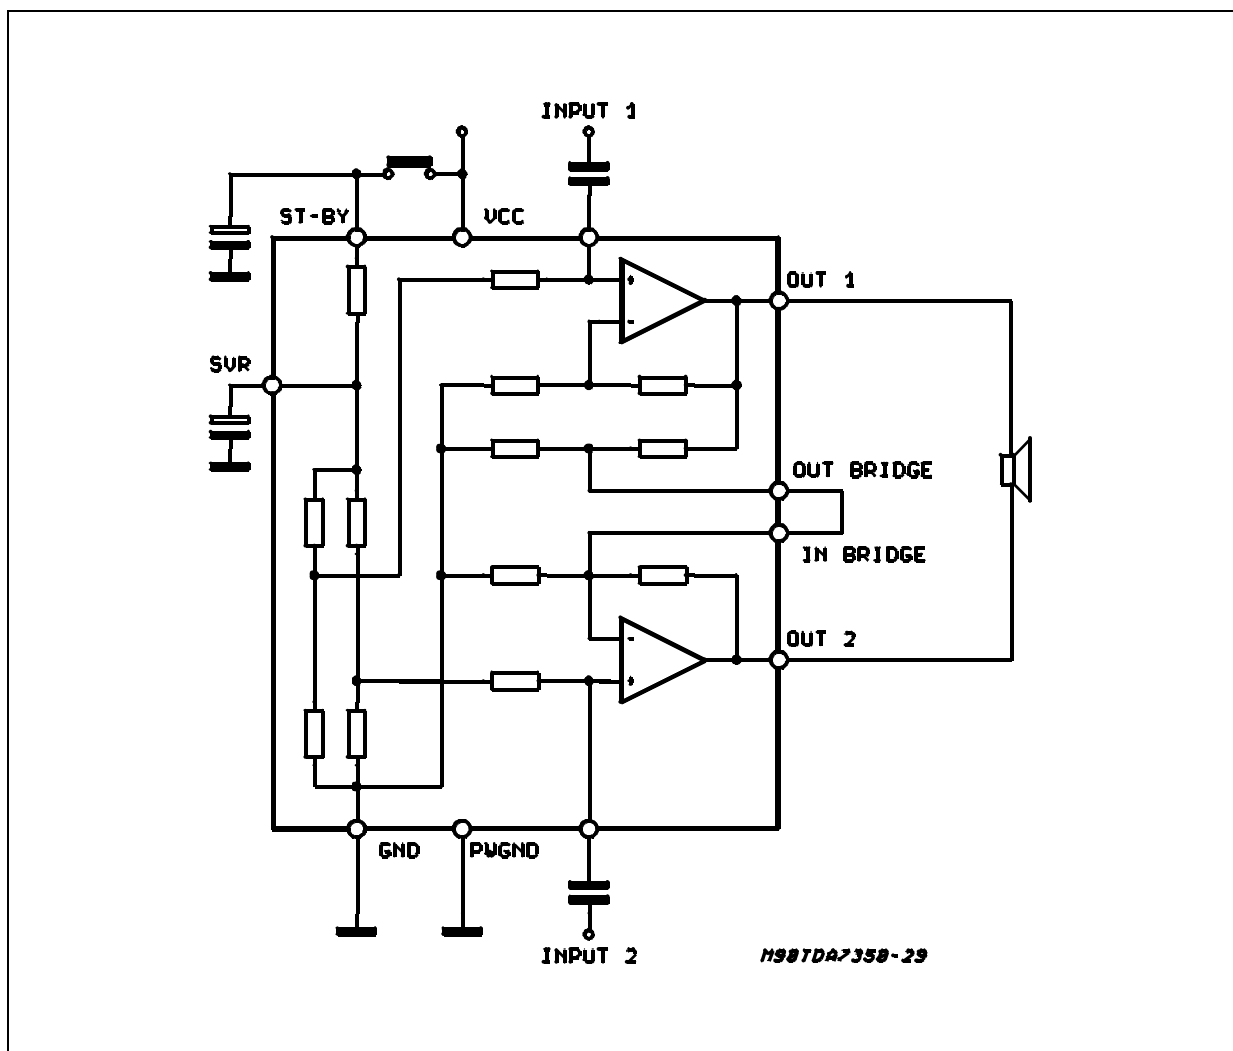 INPUT 1
ST-BY
VCC
OUT 1
SVR
OUT BRIDGE
IN BRIDGE
OUT 2
GND
PWGND
INPUT 2
M90TDA7350-29